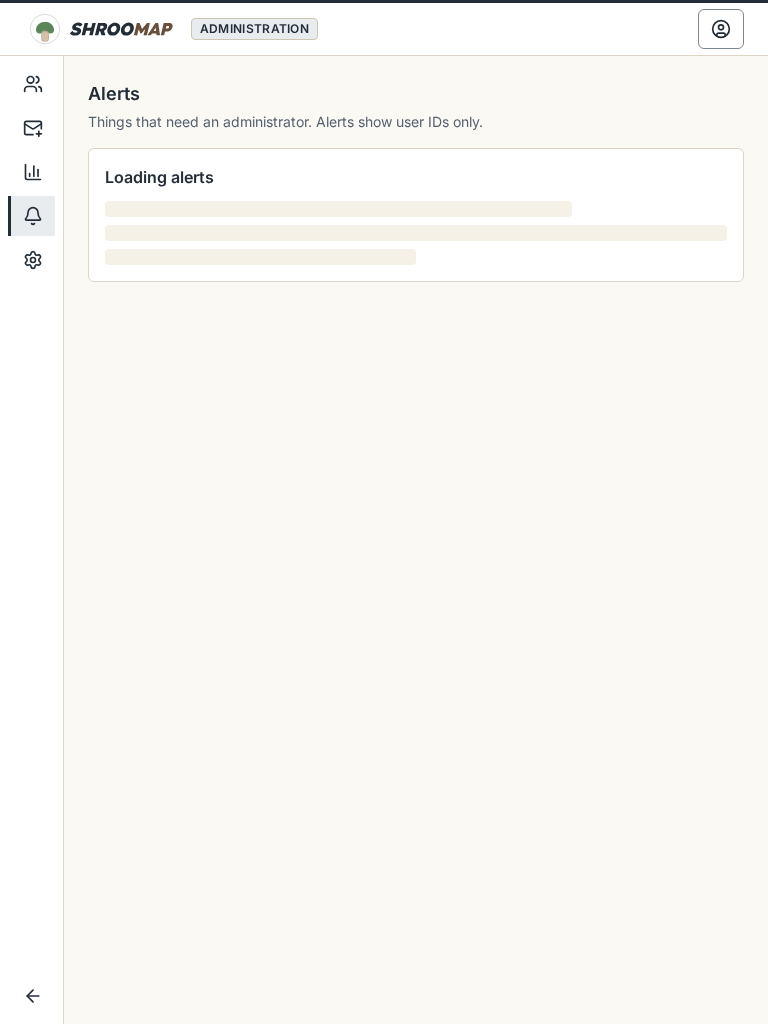 SHROOMAP
ADMINISTRATION
Alerts
Things that need an administrator. Alerts show user IDs only.
Loading alerts